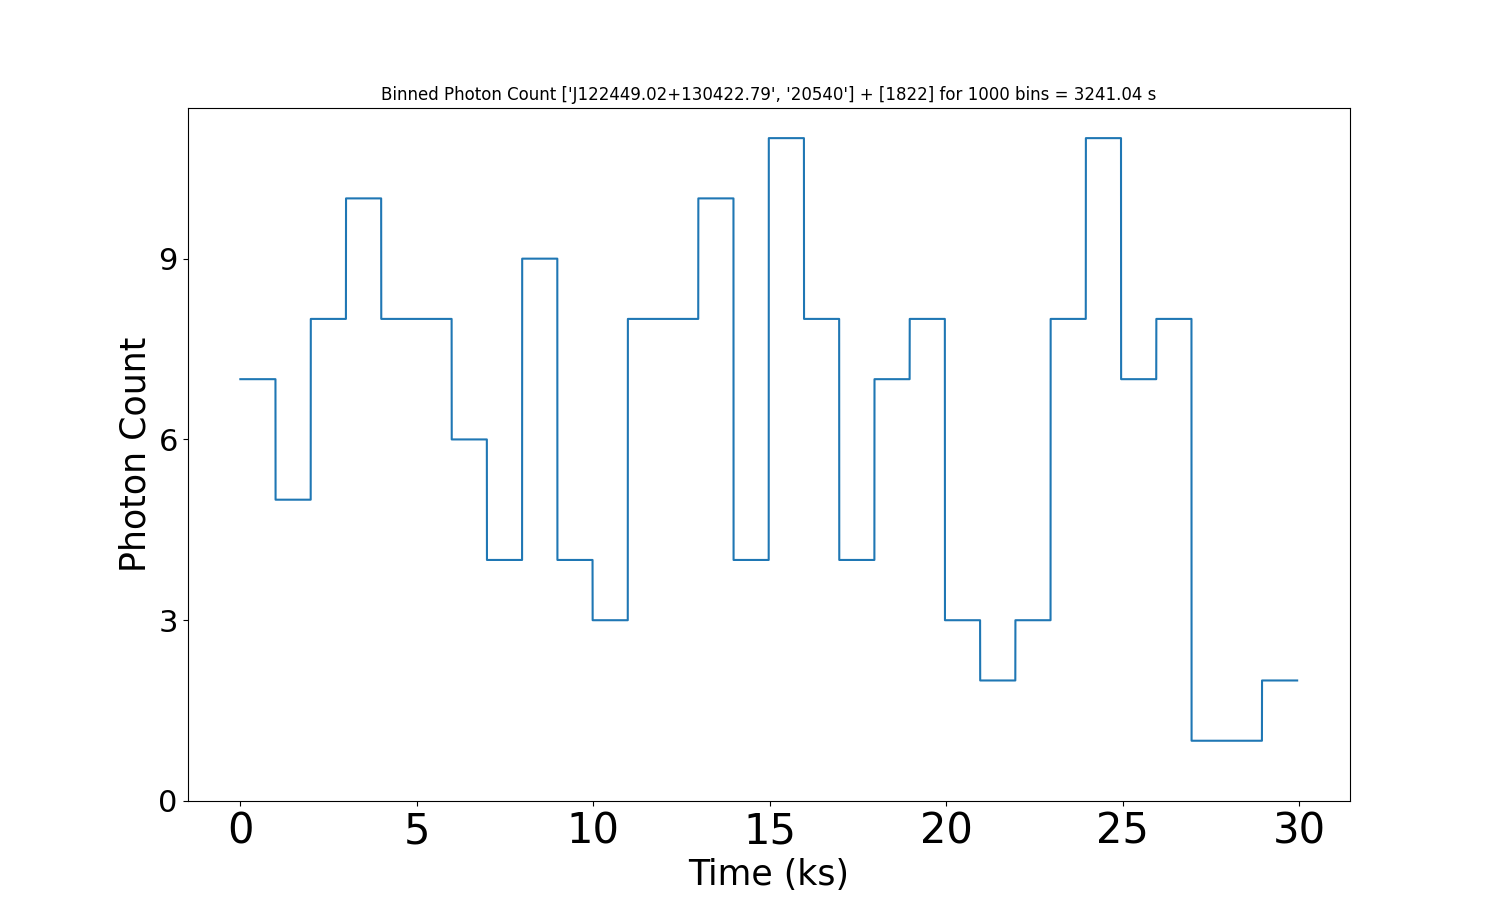 Binned Photon Count ['J122449.02+130422.79', '20540'] + [1822] for 1000 bins = 3241.04 s
9
6
3
0
Photon Count
0 5 10 15 20 25 30
Time (ks)